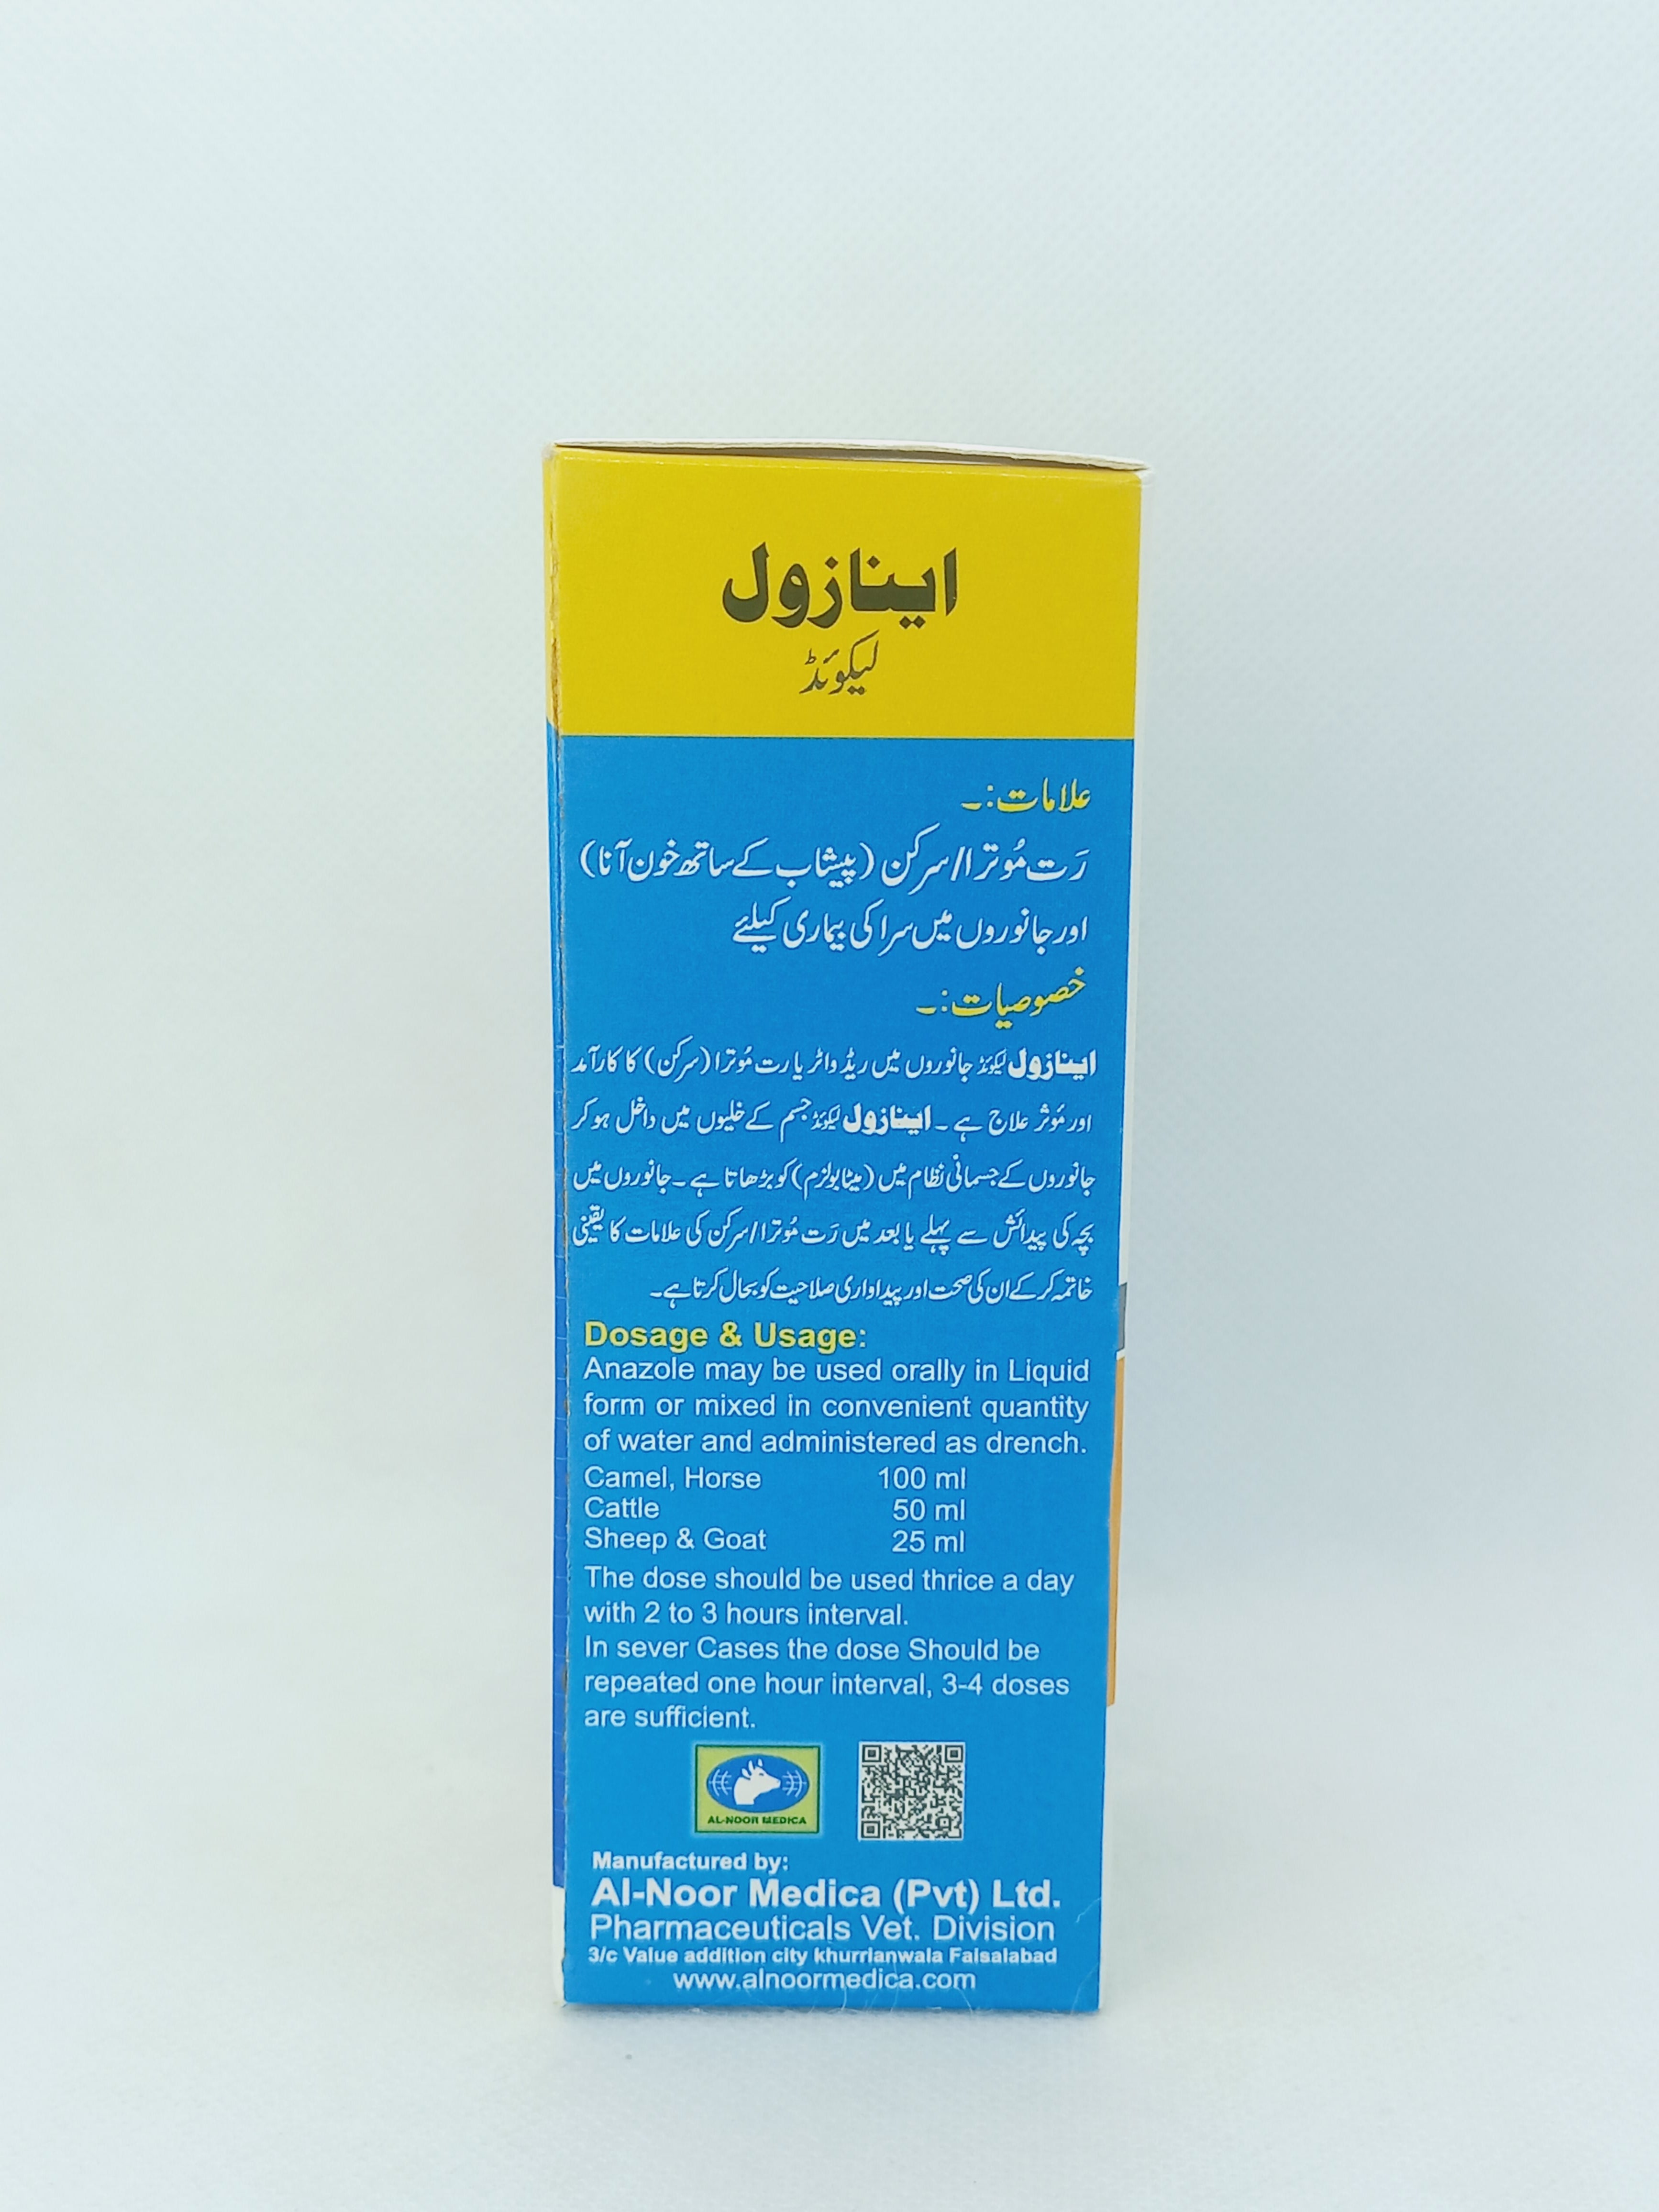 اینازول
لیکوئڈ
علامات:۔
رَت مُوترا/سرکن (پیشاب کے ساتھ خون آنا)
اور جانوروں میں سرا کی بیماری کیلئے
خصوصیات:۔
اینازول لیکوئڈ جانوروں میں ریڈ واٹر یا رت مُوترا (سرکن) کا کارآمد
اور مُوثر علاج ہے ۔ اینازول لیکوئڈ جسم کے خلیوں میں داخل ہو کر
جانوروں کے جسمانی نظام میں (میٹابولزم) کو بڑھاتا ہے ۔ جانوروں میں
بچہ کی پیدائش سے پہلے یا بعد میں رَت مُوترا/سرکن کی علامات کا یقینی
خاتمہ کر کے ان کی صحت اور پیداواری صلاحیت کو بحال کرتا ہے۔
Dosage & Usage:
Anazole may be used orally in Liquid
form or mixed in convenient quantity
of water and administered as drench.
Camel, Horse 100 ml
Cattle 50 ml
Sheep & Goat 25 ml
The dose should be used thrice a day
with 2 to 3 hours interval.
In sever Cases the dose Should be
repeated one hour interval, 3-4 doses
are sufficient.
AL-NOOR MEDICA
Manufactured by:
Al-Noor Medica (Pvt) Ltd.
Pharmaceuticals Vet. Division
3/c Value addition city khurrianwala Faisalabad
www.alnoormedica.com